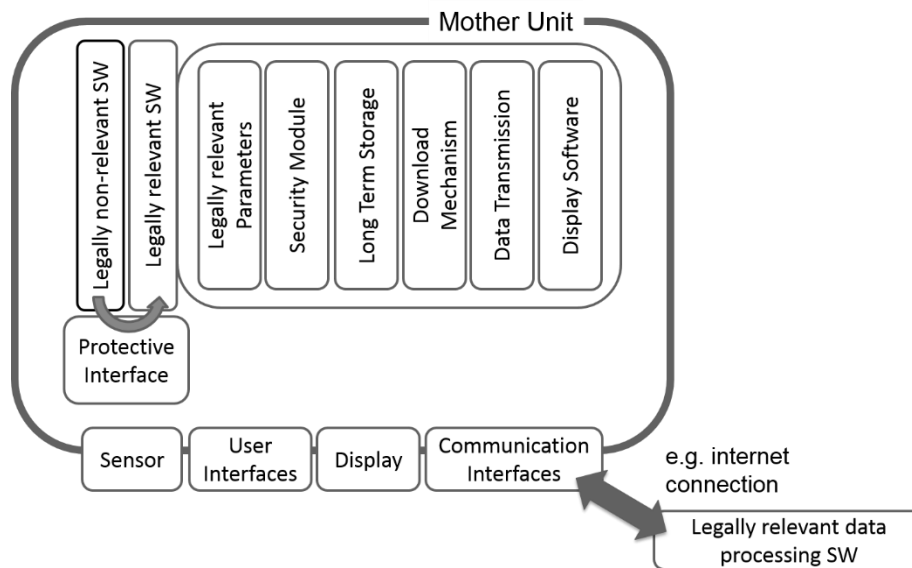 Mother Unit
Legally non-relevant SW
Legally relevant SW
Legally relevant
Parameters
Security Module
Long Term Storage
Download
Mechanism
Data Transmission
Display Software
Protective
Interface
Sensor
User
Interfaces
Display
Communication
Interfaces
e.g. internet
connection
Legally relevant data
processing SW